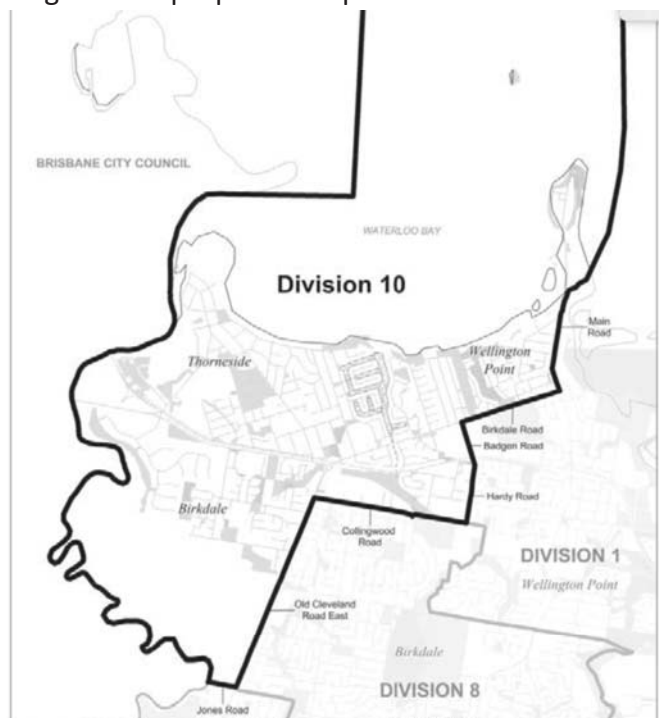 BRISBANE CITY COUNCIL
WATERLOO BAY
Division 10
Main
Road
Thorneside
Wellington
Point
Birkdale Road
Badgen Road
Hardy Road
Birkdale
Collingwood
Road
DIVISION 1
Wellington Point
Old Cleveland
Road East
Birkdale
DIVISION 8
Jones Road